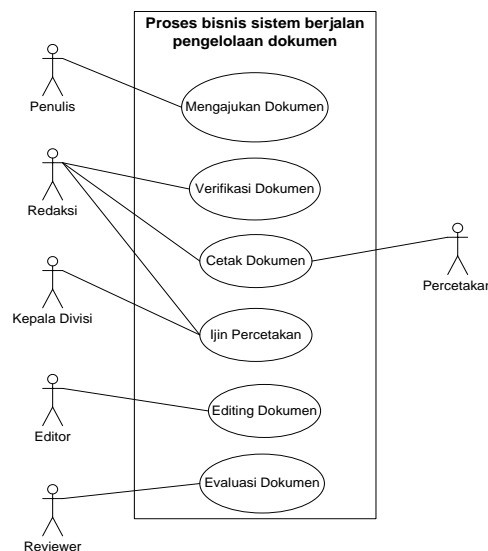 Proses bisnis sistem berjalan
pengelolaan dokumen
Penulis
Mengajukan Dokumen
Redaksi
Verifikasi Dokumen
Cetak Dokumen
Percetakan
Kepala Divisi
Ijin Percetakan
Editor
Editing Dokumen
Reviewer
Evaluasi Dokumen